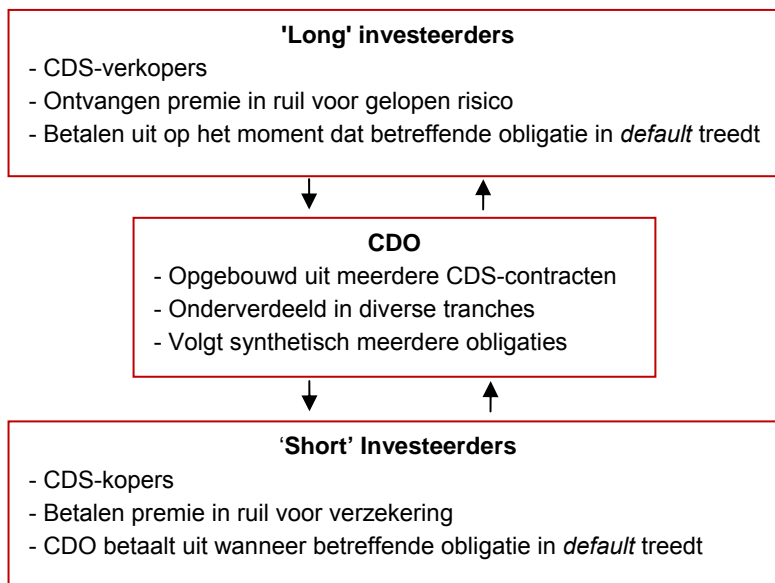 'Long' investeerders
- CDS-verkopers
- Ontvangen premie in ruil voor gelopen risico
- Betalen uit op het moment dat betreffende obligatie in default treedt
CDO
- Opgebouwd uit meerdere CDS-contracten
- Onderverdeeld in diverse tranches
- Volgt synthetisch meerdere obligaties
‘Short’ Investeerders
- CDS-kopers
- Betalen premie in ruil voor verzekering
- CDO betaalt uit wanneer betreffende obligatie in default treedt